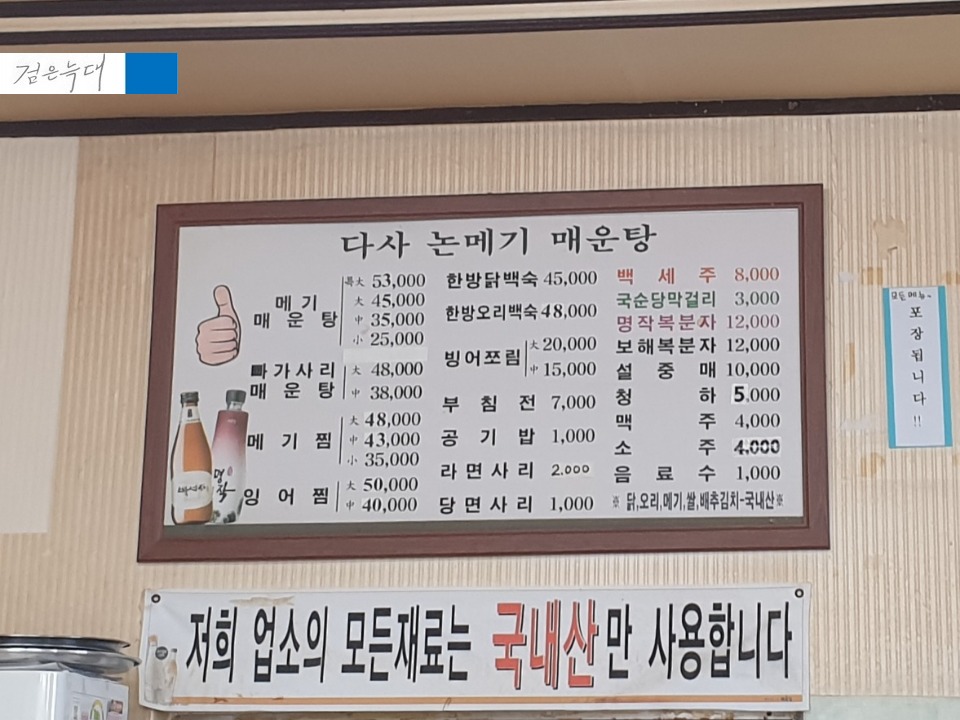 검은늑대
다사 논메기 매운탕
메기 매운탕 특大 53,000
大 45,000
中 35,000
小 25,000
빠가사리 매운탕 大 48,000
中 38,000
메기찜 大 48,000
中 43,000
小 35,000
잉어찜 大 50,000
中 40,000
한방닭백숙 45,000
한방오리백숙 48,000
빙어쪼림 大 20,000
中 15,000
부침전 7,000
공기밥 1,000
라면사리 2.000
당면사리 1,000
백세주 8,000
국순당막걸리 3,000
명작복분자 12,000
보해복분자 12,000
설중매 10,000
청하 5,000
맥주 4,000
소주 4,000
음료수 1,000
※ 닭,오리,메기,쌀,배추김치-국내산 ※
백세주
명작
모든메뉴~
포장됩니다!!
저희 업소의 모든재료는 국내산만 사용합니다